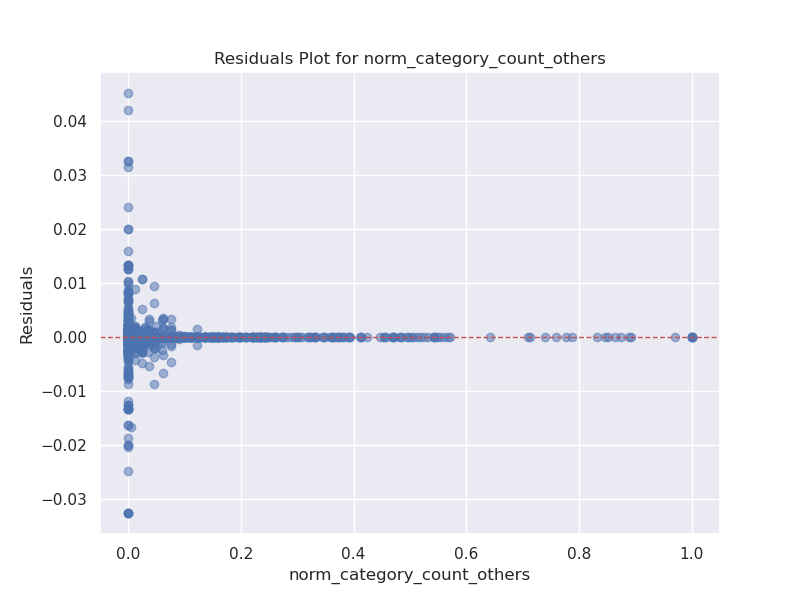 Residuals Plot for norm_category_count_others
0.04
0.03
0.02
0.01
0.00
−0.01
−0.02
−0.03
Residuals
0.0 0.2 0.4 0.6 0.8 1.0
norm_category_count_others